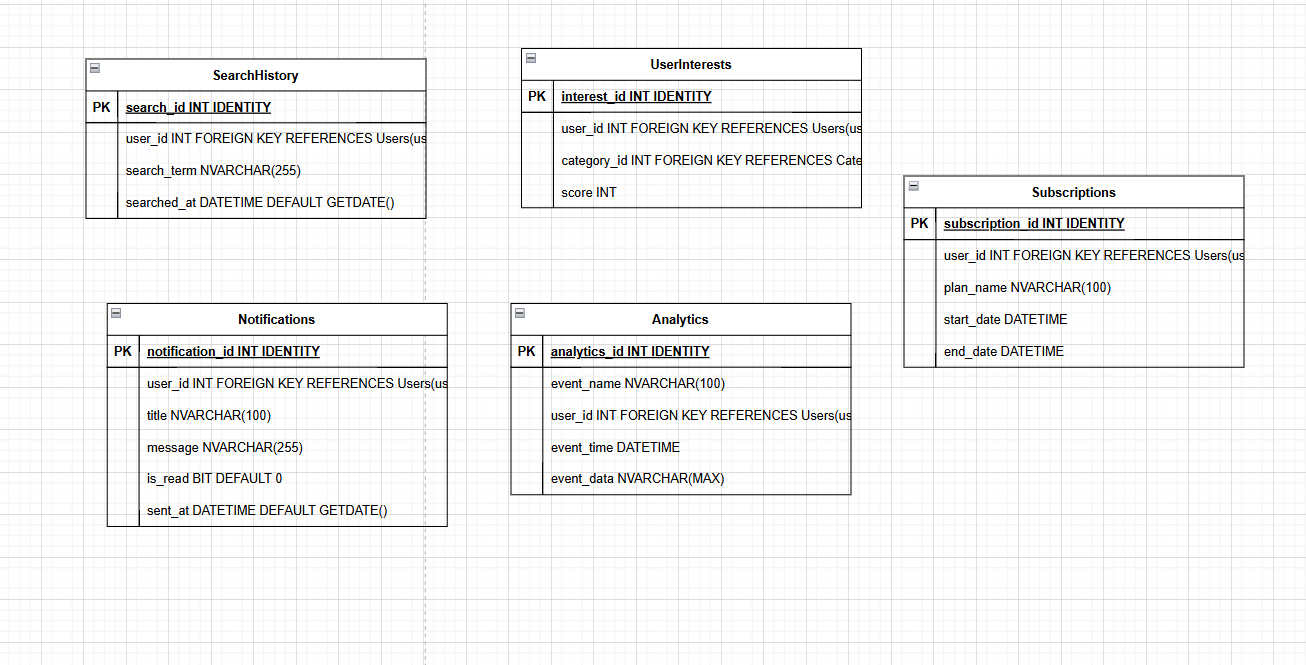 SearchHistory
PK search_id INT IDENTITY
user_id INT FOREIGN KEY REFERENCES Users(us
search_term NVARCHAR(255)
searched_at DATETIME DEFAULT GETDATE()
UserInterests
PK interest_id INT IDENTITY
user_id INT FOREIGN KEY REFERENCES Users(us
category_id INT FOREIGN KEY REFERENCES Cate
score INT
Subscriptions
PK subscription_id INT IDENTITY
user_id INT FOREIGN KEY REFERENCES Users(us
plan_name NVARCHAR(100)
start_date DATETIME
end_date DATETIME
Notifications
PK notification_id INT IDENTITY
user_id INT FOREIGN KEY REFERENCES Users(us
title NVARCHAR(100)
message NVARCHAR(255)
is_read BIT DEFAULT 0
sent_at DATETIME DEFAULT GETDATE()
Analytics
PK analytics_id INT IDENTITY
event_name NVARCHAR(100)
user_id INT FOREIGN KEY REFERENCES Users(us
event_time DATETIME
event_data NVARCHAR(MAX)